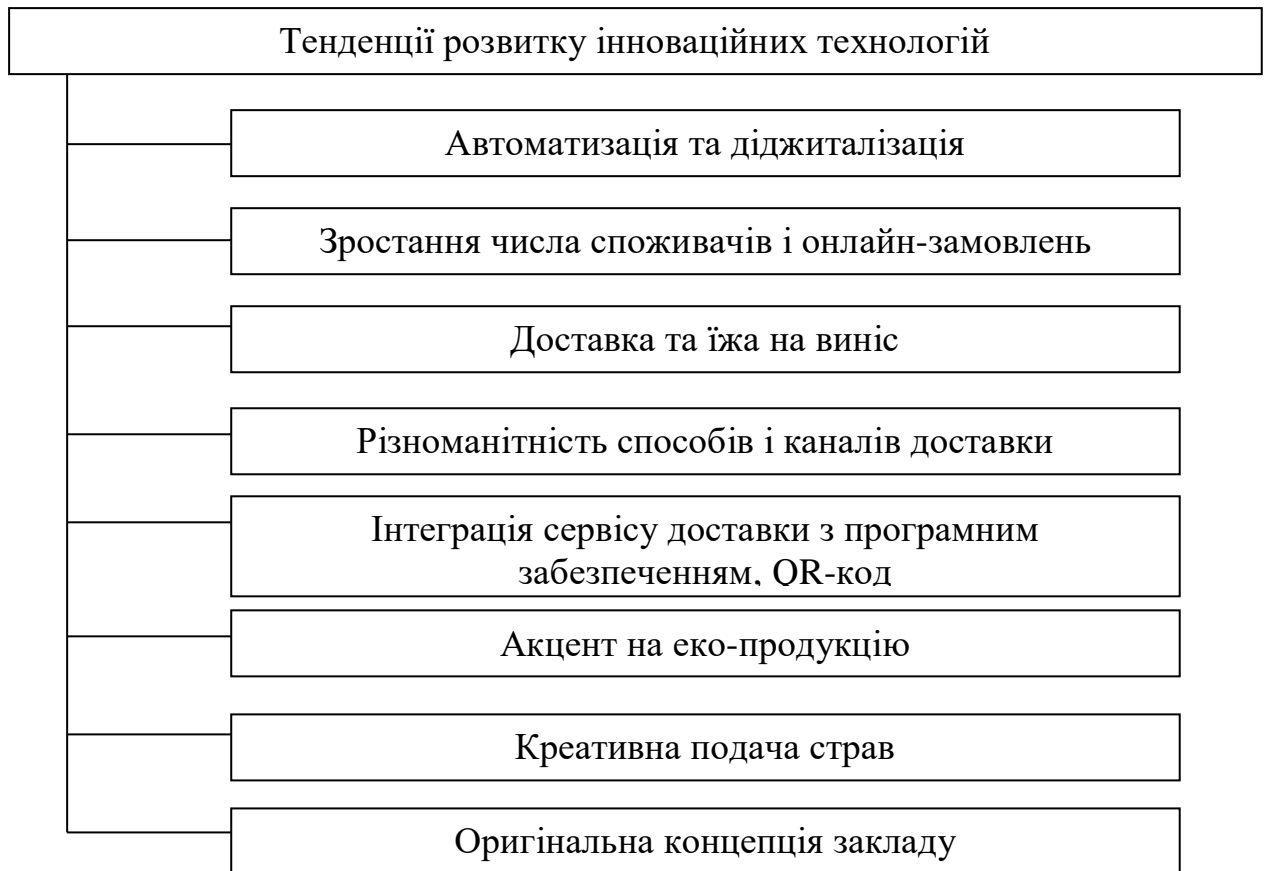 Тенденції розвитку інноваційних технологій
Автоматизація та діджиталізація
Зростання числа споживачів і онлайн-замовлень
Доставка та їжа на виніс
Різноманітність способів і каналів доставки
Інтеграція сервісу доставки з програмним
забезпеченням, QR-код
Акцент на еко-продукцію
Креативна подача страв
Оригінальна концепція закладу